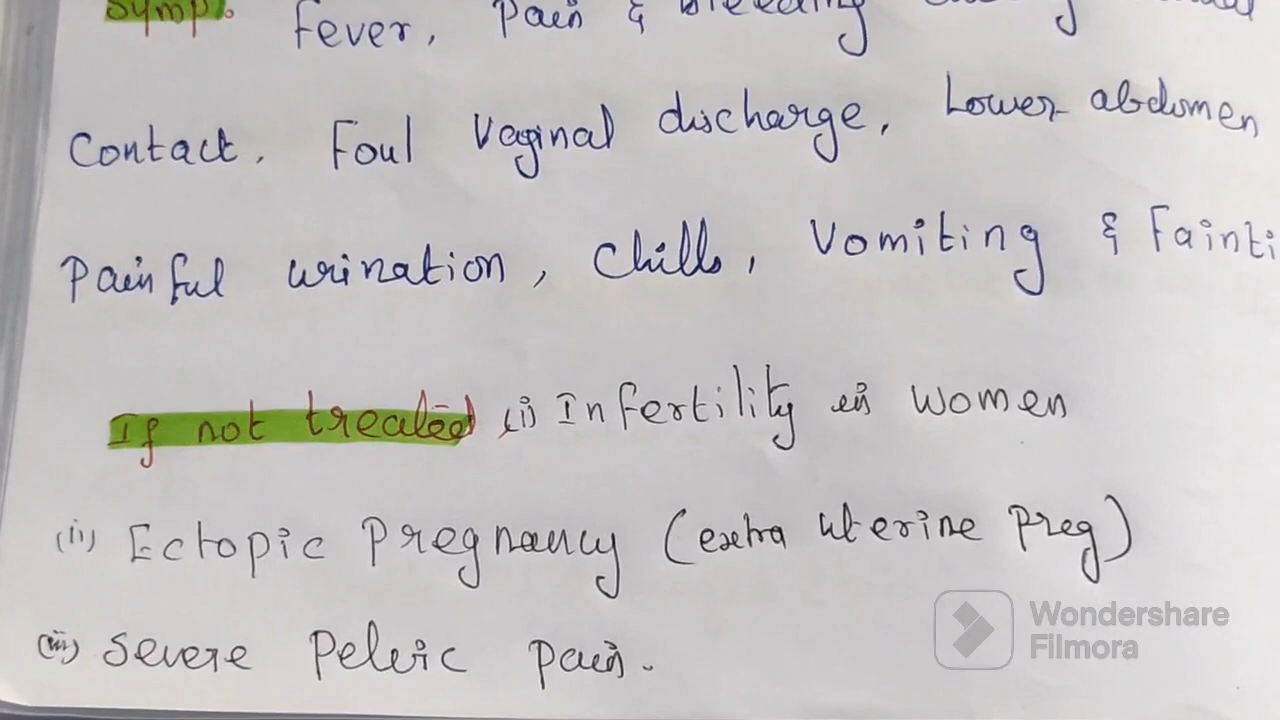 Symp. Fever, Pain & Bleeding
Contact. Foul Vaginal discharge, Lower abdomen
Painful urination, Chills, Vomiting & Fainti
If not treated (i) Infertility in Women
(ii) Ectopic Pregnancy (extra uterine Preg)
(iii) Severe Pelvic Pain.
Wondershare
Filmora